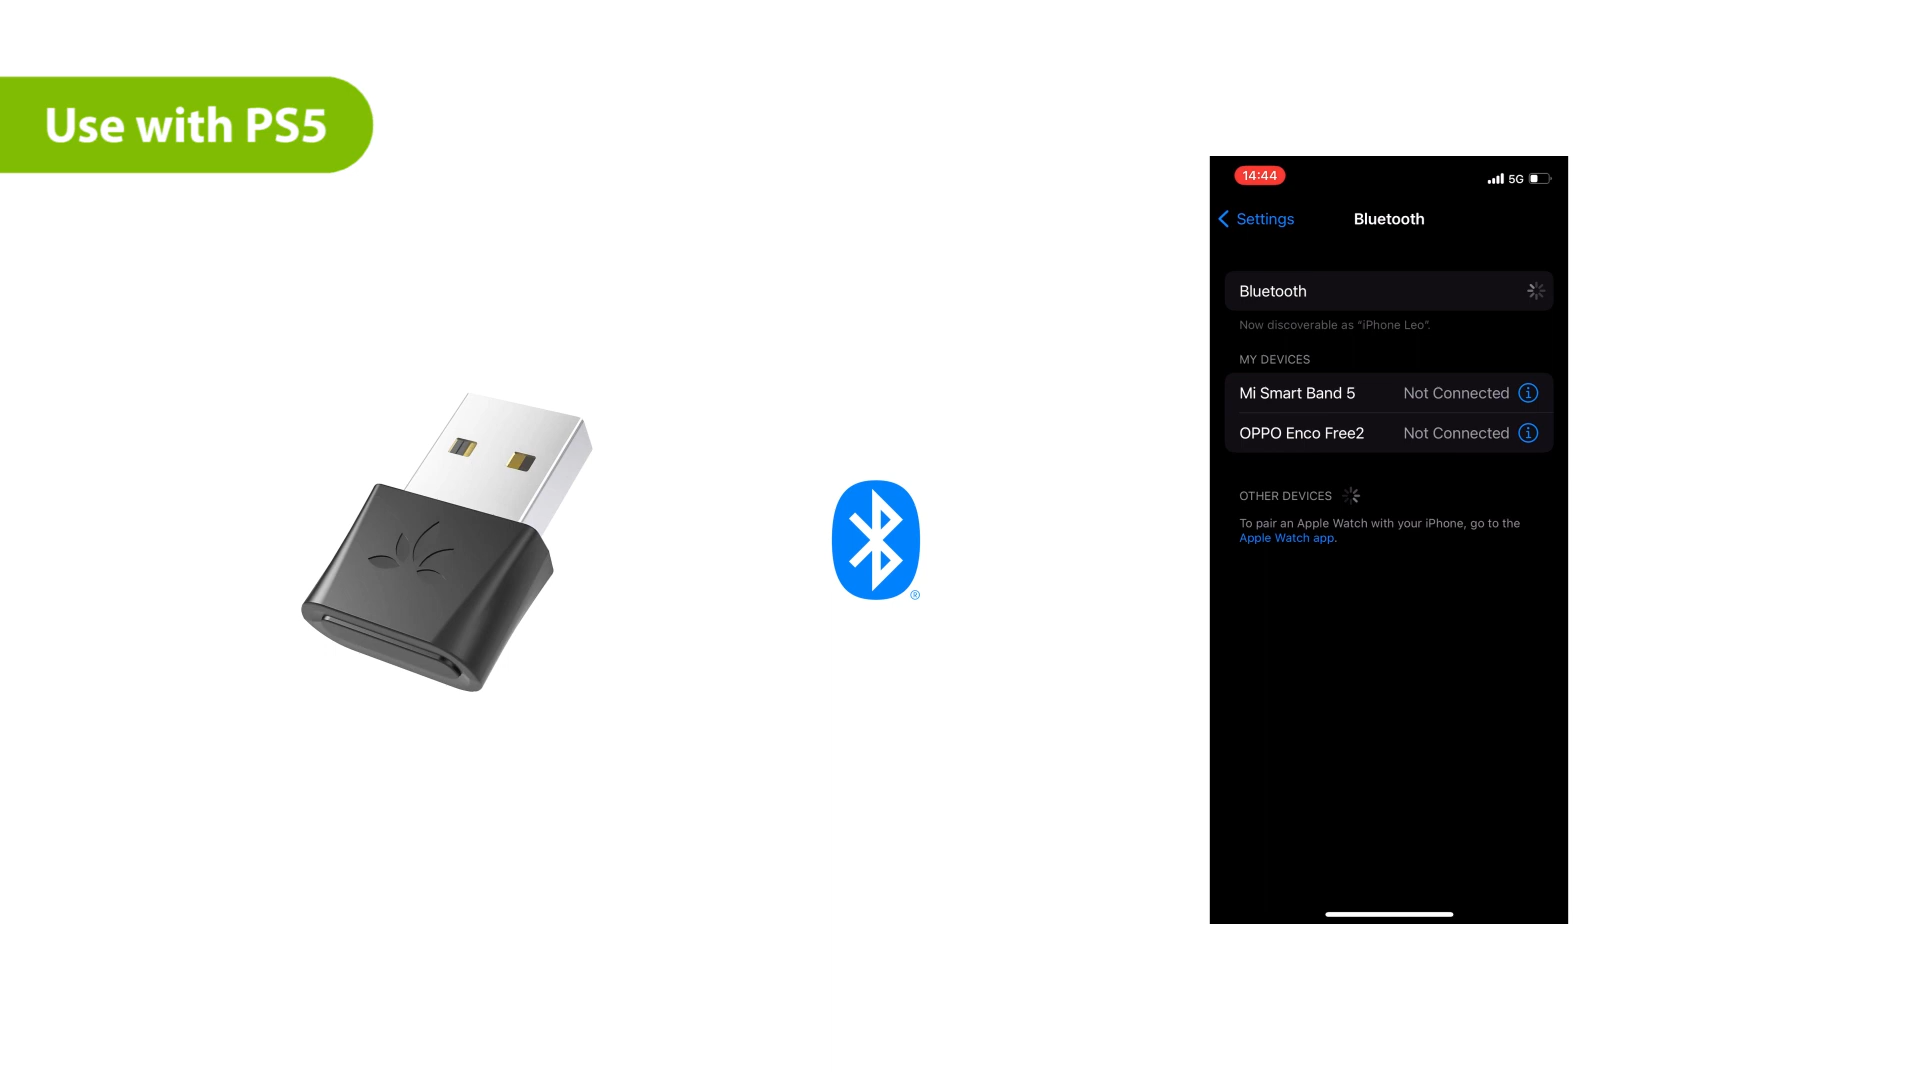 Use with PS5
14:44
5G
Settings
Bluetooth
Bluetooth
Now discoverable as “iPhone Leo”.
MY DEVICES
Mi Smart Band 5 Not Connected
OPPO Enco Free2 Not Connected
OTHER DEVICES
To pair an Apple Watch with your iPhone, go to the
Apple Watch app.
®